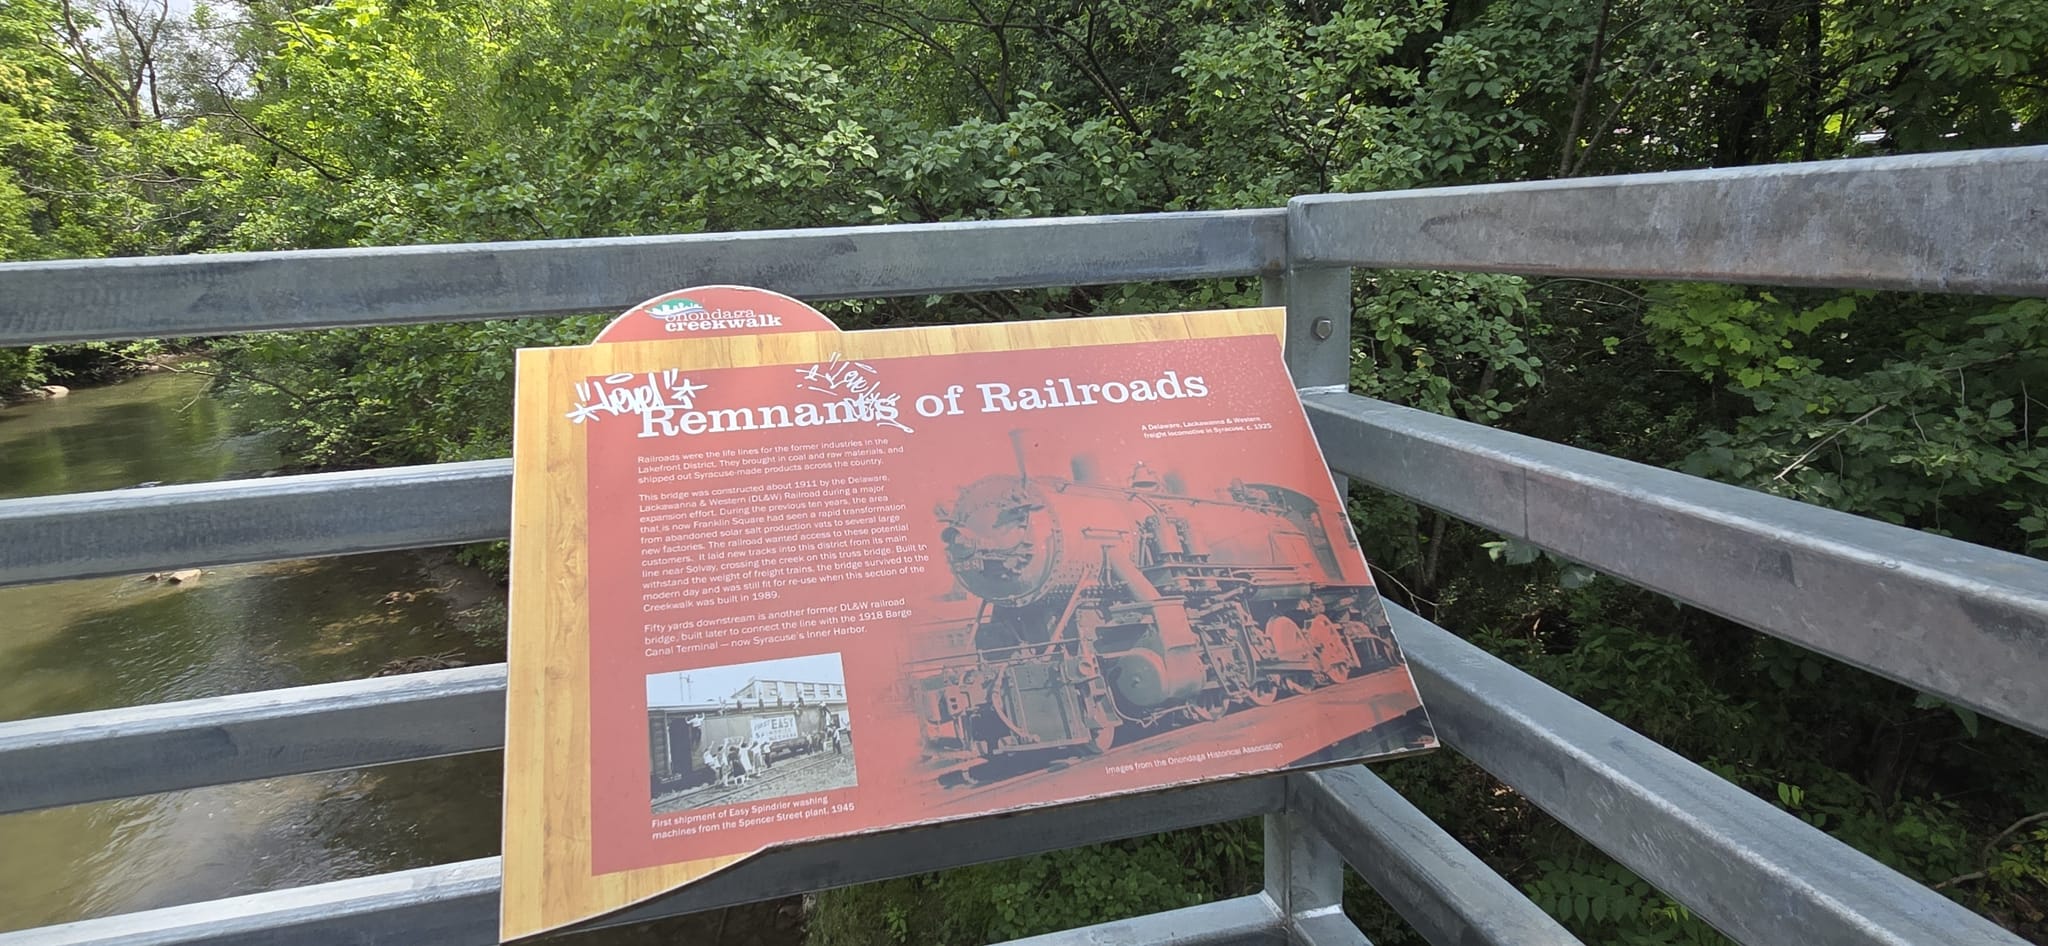 onondaga
creekwalk
"Level"
Remnants of Railroads
A Delaware, Lackawanna & Western
freight locomotive in Syracuse, c. 1925
Railroads were the life lines for the former industries in the
Lakefront District. They brought in coal and raw materials, and
shipped out Syracuse-made products across the country.
This bridge was constructed about 1911 by the Delaware,
Lackawanna & Western (DL&W) Railroad during a major
expansion effort. During the previous ten years, the area
that is now Franklin Square had seen a rapid transformation
from abandoned solar salt production vats to several large
new factories. The railroad wanted access to these potential
customers. It laid new tracks into this district from its main
line near Solvay, crossing the creek on this truss bridge. Built to
withstand the weight of freight trains, the bridge survived to the
modern day and was still fit for re-use when this section of the
Creekwalk was built in 1989.
Fifty yards downstream is another former DL&W railroad
bridge, built later to connect the line with the 1918 Barge
Canal Terminal — now Syracuse's Inner Harbor.
FIRST EASY
First shipment of Easy Spindrier washing
machines from the Spencer Street plant, 1945
Images from the Onondaga Historical Association